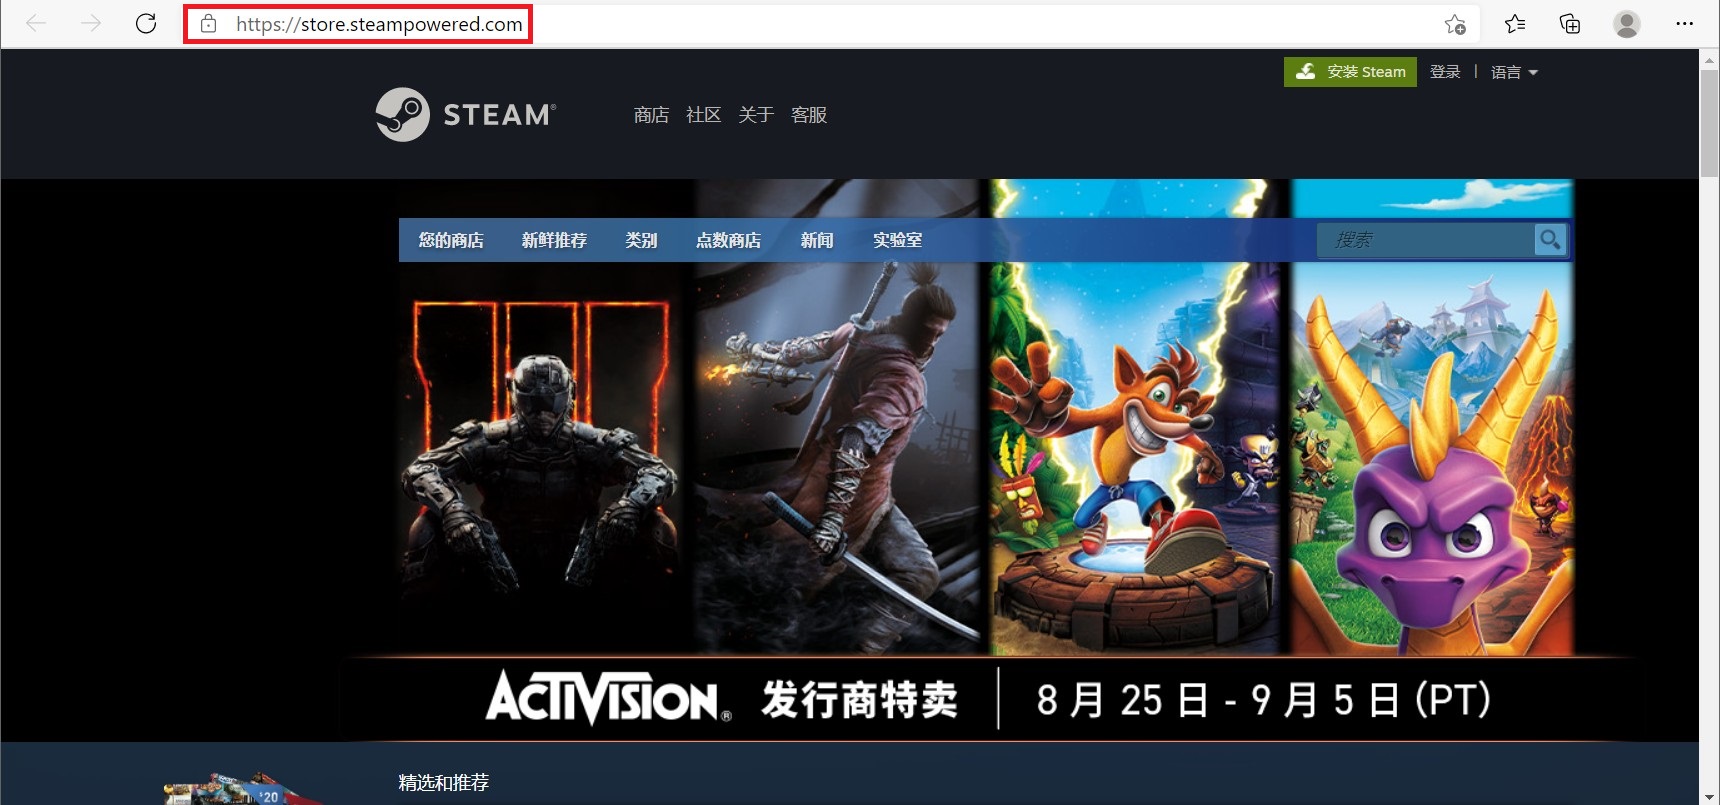 https://store.steampowered.com
安装 Steam 登录 | 语言
STEAM®
商店 社区 关于 客服
您的商店 新鲜推荐 类别 点数商店 新闻 实验室 搜索
ACTIVISION® 发行商特卖 | 8 月 25 日 - 9 月 5 日 (PT)
精选和推荐
$20